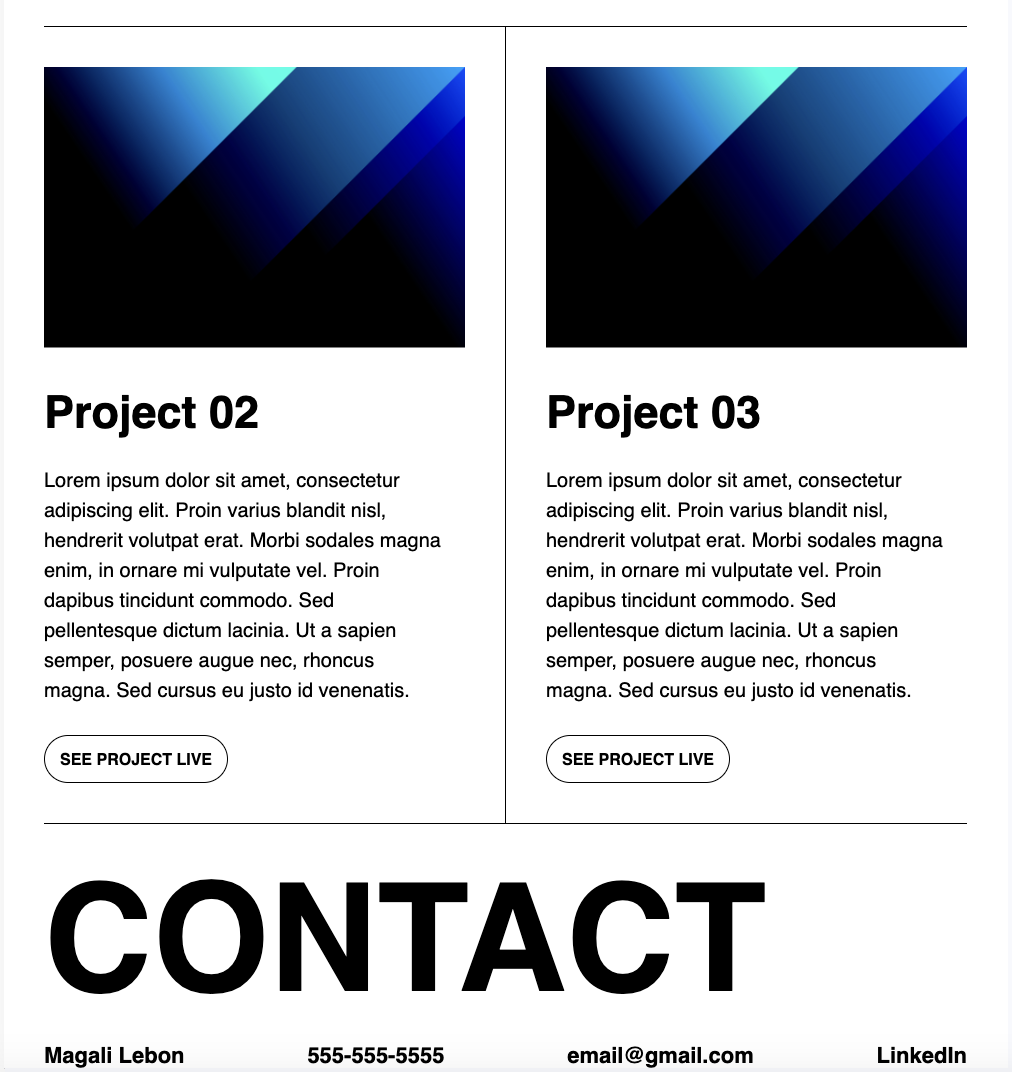 Project 02
Lorem ipsum dolor sit amet, consectetur
adipiscing elit. Proin varius blandit nisl,
hendrerit volutpat erat. Morbi sodales magna
enim, in ornare mi vulputate vel. Proin
dapibus tincidunt commodo. Sed
pellentesque dictum lacinia. Ut a sapien
semper, posuere augue nec, rhoncus
magna. Sed cursus eu justo id venenatis.
SEE PROJECT LIVE
Project 03
Lorem ipsum dolor sit amet, consectetur
adipiscing elit. Proin varius blandit nisl,
hendrerit volutpat erat. Morbi sodales magna
enim, in ornare mi vulputate vel. Proin
dapibus tincidunt commodo. Sed
pellentesque dictum lacinia. Ut a sapien
semper, posuere augue nec, rhoncus
magna. Sed cursus eu justo id venenatis.
SEE PROJECT LIVE
CONTACT
Magali Lebon 555-555-5555 email@gmail.com LinkedIn